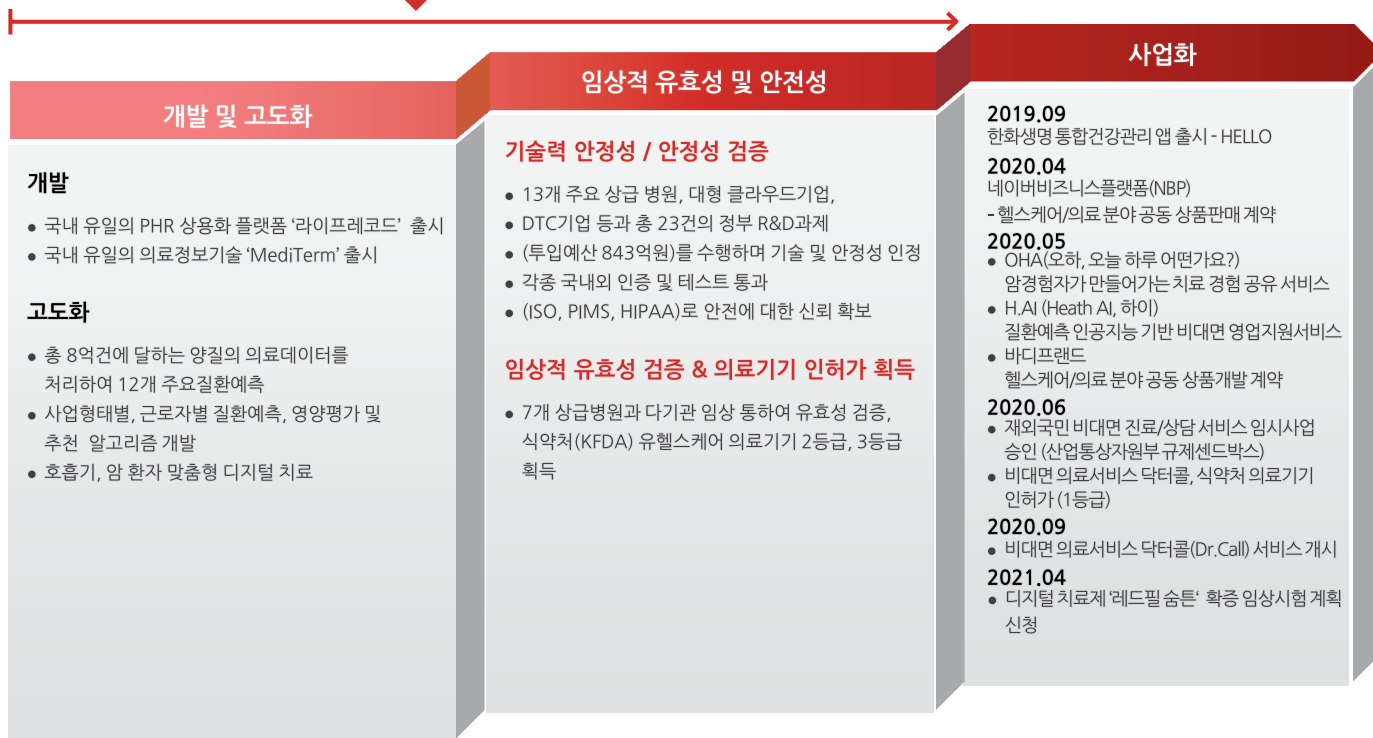 개발 및 고도화
개발
● 국내 유일의 PHR 상용화 플랫폼 ‘라이프레코드’ 출시
● 국내 유일의 의료정보기술 ‘MediTerm’ 출시
고도화
● 총 8억건에 달하는 양질의 의료데이터를
처리하여 12개 주요질환예측
● 사업형태별, 근로자별 질환예측, 영양평가 및
추천 알고리즘 개발
● 호흡기, 암 환자 맞춤형 디지털 치료
임상적 유효성 및 안전성
기술력 안정성 / 안정성 검증
● 13개 주요 상급 병원, 대형 클라우드기업,
● DTC기업 등과 총 23건의 정부 R&D과제
● (투입예산 843억원)를 수행하며 기술 및 안정성 인정
● 각종 국내외 인증 및 테스트 통과
● (ISO, PIMS, HIPAA)로 안전에 대한 신뢰 확보
임상적 유효성 검증 & 의료기기 인허가 획득
● 7개 상급병원과 다기관 임상 통하여 유효성 검증,
식약처(KFDA) 유헬스케어 의료기기 2등급, 3등급
획득
사업화
2019.09
한화생명 통합건강관리 앱 출시 - HELLO
2020.04
네이버비즈니스플랫폼(NBP)
- 헬스케어/의료 분야 공동 상품판매 계약
2020.05
● OHA(오하, 오늘 하루 어떤가요?)
암경험자가 만들어가는 치료 경험 공유 서비스
● H.AI (Heath AI, 하이)
질환예측 인공지능 기반 비대면 영업지원서비스
● 바디프랜드
헬스케어/의료 분야 공동 상품개발 계약
2020.06
● 재외국민 비대면 진료/상담 서비스 임시사업
승인 (산업통상자원부 규제센드박스)
● 비대면 의료서비스 닥터콜, 식약처 의료기기
인허가 (1등급)
2020.09
● 비대면 의료서비스 닥터콜(Dr.Call) 서비스 개시
2021.04
● 디지털 치료제 ‘레드필 숨튼‘ 확증 임상시험 계획
신청